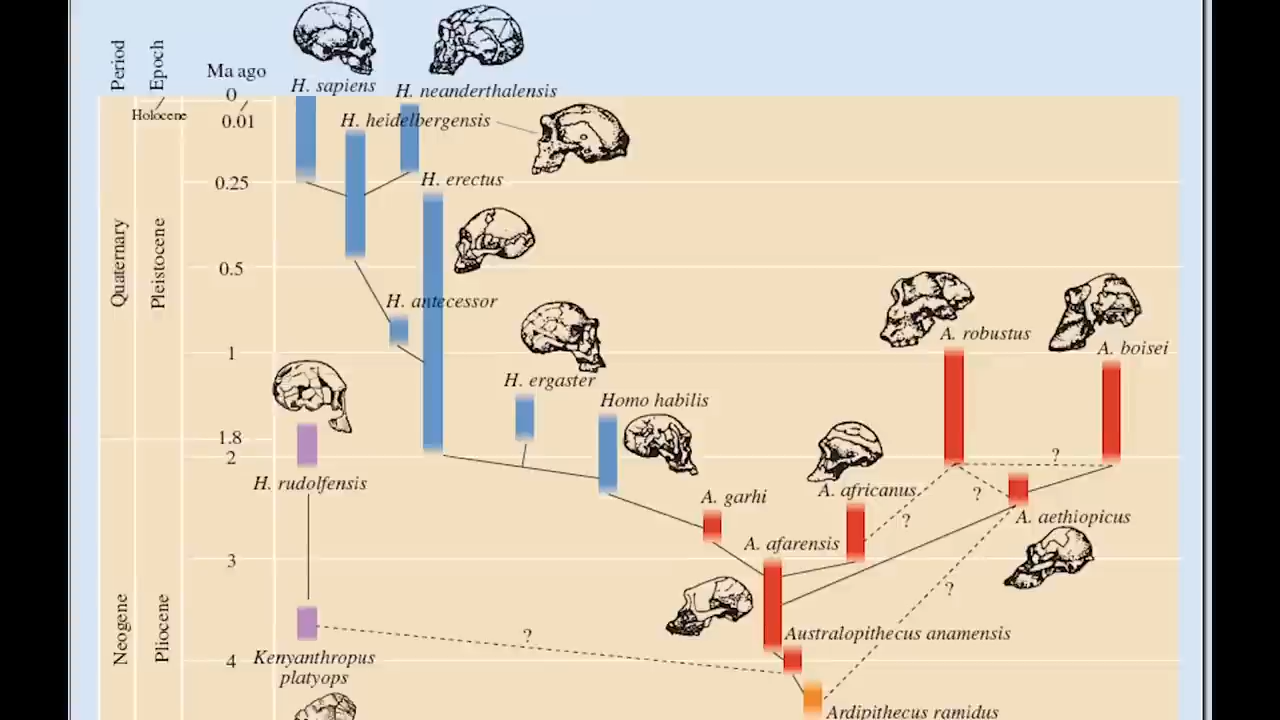 Period
Epoch
Ma ago
H. sapiens
H. neanderthalensis
0
Holocene
0.01
H. heidelbergensis
0.25
H. erectus
Quaternary
Pleistocene
0.5
H. antecessor
A. robustus
A. boisei
1
H. ergaster
Homo habilis
1.8
2
?
H. rudolfensis
A. garhi
A. africanus
?
?
A. aethiopicus
A. afarensis
3
?
Neogene
Pliocene
?
Australopithecus anamensis
4
Kenyanthropus
platyops
Ardipithecus ramidus